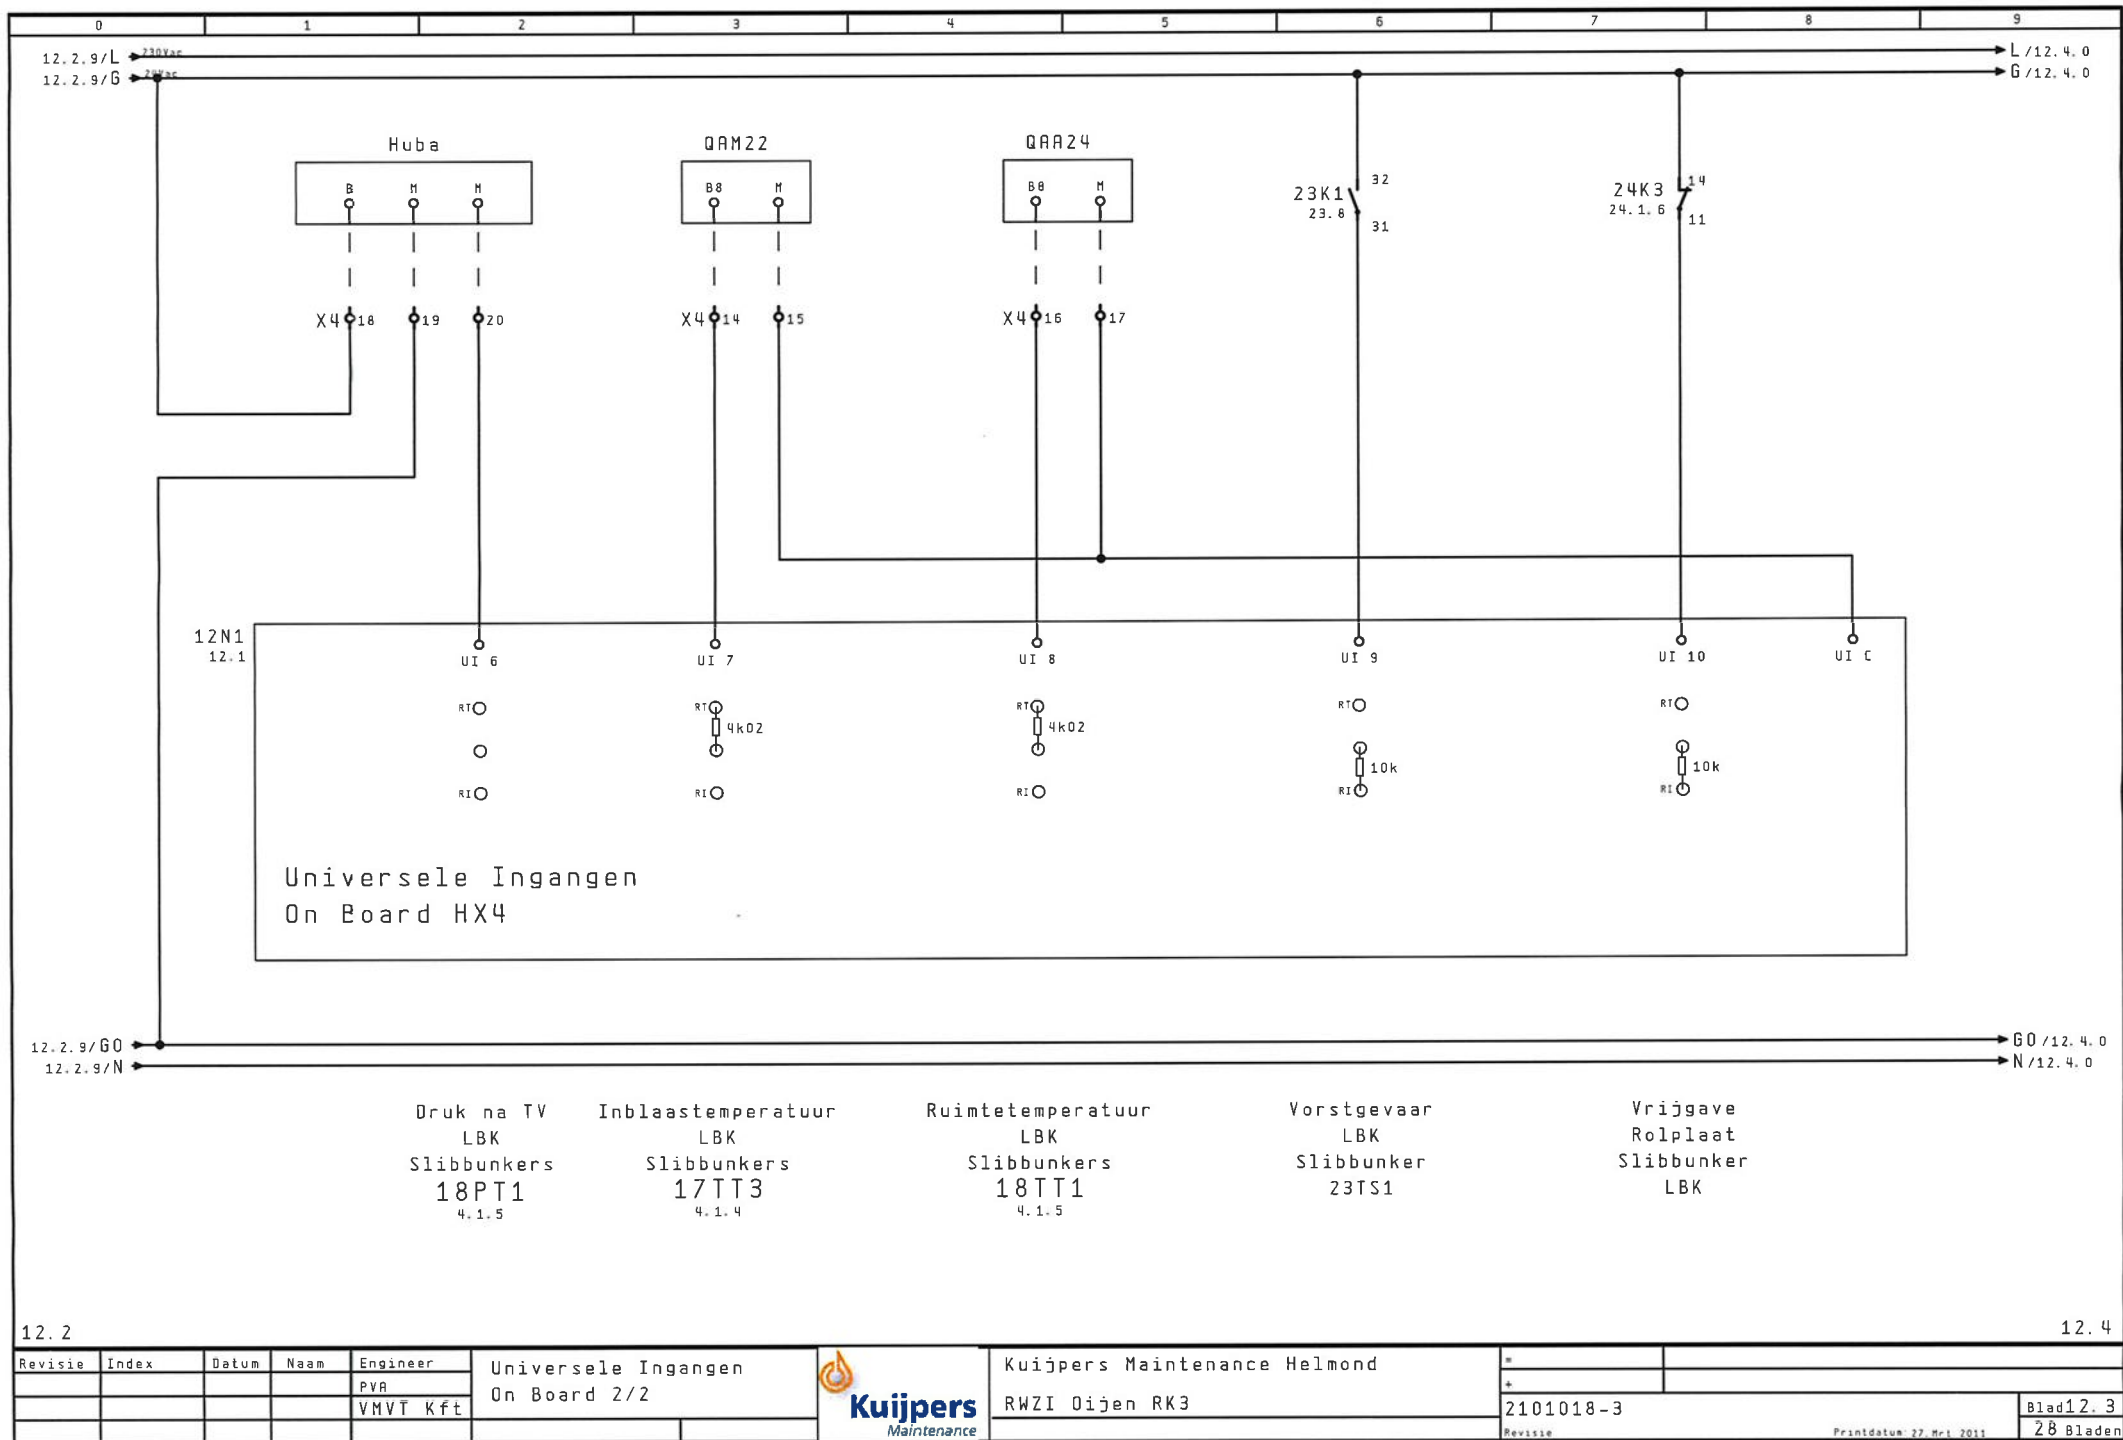 0 1 2 3 4 5 6 7 8 9
12.2.9/L 230Vac L/12.4.0
12.2.9/G 24Vac G/12.4.0
Huba QAM22 QAA24
B M M B8 M B8 M
23K1 32
23.8 31
24K3 14
24.1.6 11
X4 18 19 20 X4 14 15 X4 16 17
12N1
12.1
UI 6 UI 7 UI 8 UI 9 UI 10 UI C
RT RT RT RT RT
4k02 4k02
10k 10k
RI RI RI RI RI
Universele Ingangen
On Board HX4
12.2.9/G0 G0/12.4.0
12.2.9/N N/12.4.0
Druk na TV
LBK
Slibbunkers
18PT1
4.1.5
Inblaastemperatuur
LBK
Slibbunkers
17TT3
4.1.4
Ruimtetemperatuur
LBK
Slibbunkers
18TT1
4.1.5
Vorstgevaar
LBK
Slibbunker
23TS1
Vrijgave
Rolplaat
Slibbunker
LBK
12.2 12.4
Revisie Index Datum Naam Engineer
PVA
VMVT Kft
Universele Ingangen
On Board 2/2
Kuijpers
Maintenance
Kuijpers Maintenance Helmond
RWZI Oijen RK3
=
+
2101018-3
Revisie Printdatum: 27.Mrt 2011
Blad 12.3
28 Bladen